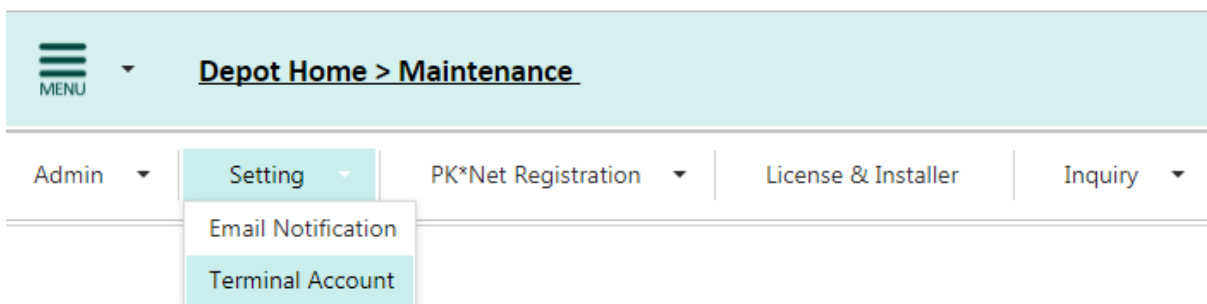 MENU
Depot Home > Maintenance
Admin Setting PK*Net Registration License & Installer Inquiry
Email Notification
Terminal Account